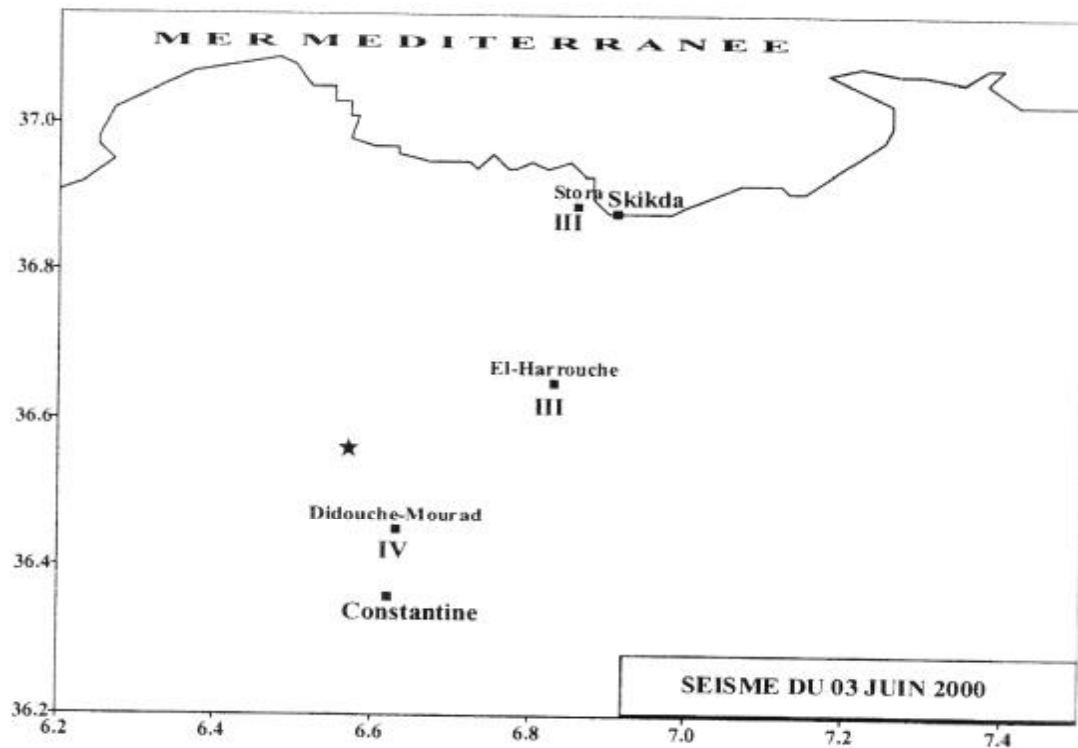 MER MEDITERRANEE
37.0
Stora
Skikda
III
36.8
El-Harrouche
III
36.6
Didouche-Mourad
IV
36.4
Constantine
SEISME DU 03 JUIN 2000
36.2
6.2 6.4 6.6 6.8 7.0 7.2 7.4